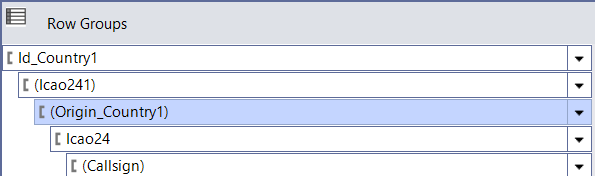 Row Groups
Id_Country1
(Icao241)
(Origin_Country1)
Icao24
(Callsign)